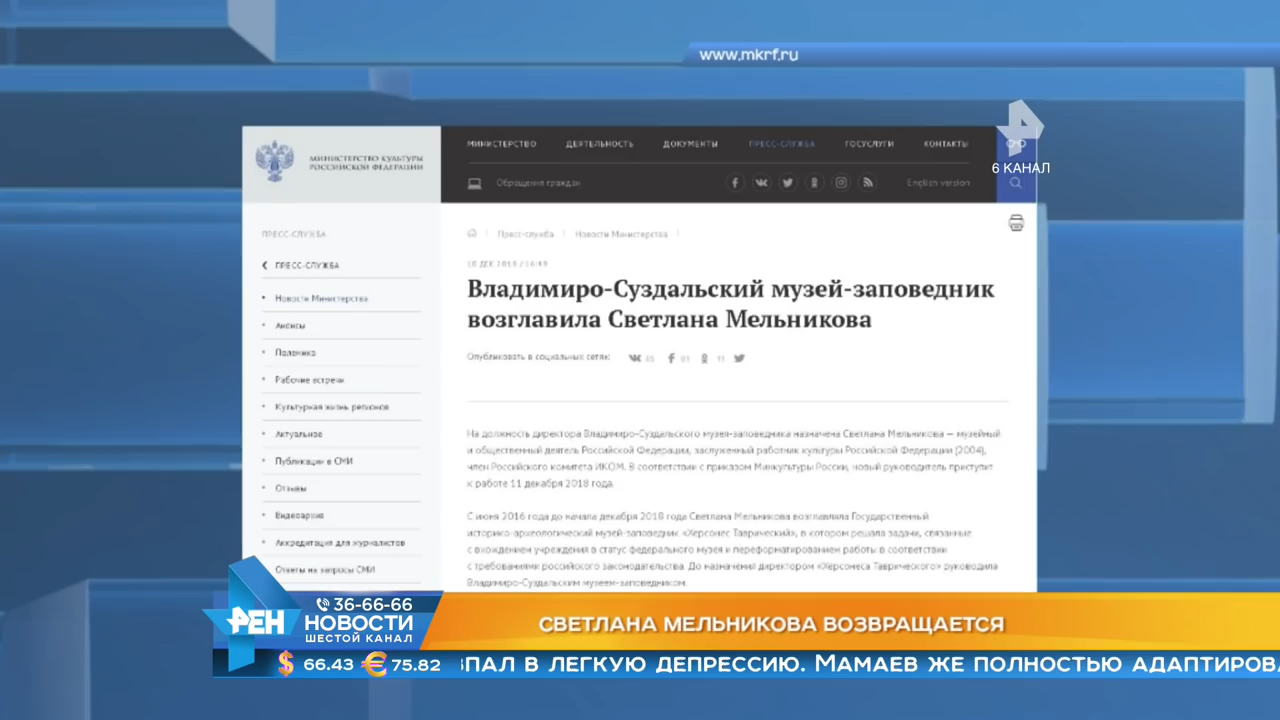 www.mkrf.ru
6 КАНАЛ
МИНИСТЕРСТВО КУЛЬТУРЫ
РОССИЙСКОЙ ФЕДЕРАЦИИ
МИНИСТЕРСТВО ДЕЯТЕЛЬНОСТЬ ДОКУМЕНТЫ ПРЕСС-СЛУЖБА ГОСУСЛУГИ КОНТАКТЫ
Обращения граждан English version
ПРЕСС-СЛУЖБА
ПРЕСС-СЛУЖБА
Новости Министерства
Анонсы
Полемика
Рабочие встречи
Культурная жизнь регионов
Актуальное
Публикации в СМИ
Отзывы
Видеоархив
Аккредитация для журналистов
Ответы на запросы СМИ
Пресс-служба Новости Министерства
10 ДЕК 2018 / 16:49
Владимиро-Суздальский музей-заповедник
возглавила Светлана Мельникова
Опубликовать в социальных сетях:
На должность директора Владимиро-Суздальского музея-заповедника назначена Светлана Мельникова — музейный
и общественный деятель Российской Федерации, заслуженный работник культуры Российской Федерации (2004),
член Российского комитета ИКОМ. В соответствии с приказом Минкультуры России, новый руководитель приступит
к работе 11 декабря 2018 года.
С июня 2016 года до начала декабря 2018 года Светлана Мельникова возглавляла Государственный
историко-археологический музей-заповедник «Херсонес Таврический», в котором решала задачи, связанные
с вхождением учреждения в статус федерального музея и переформатированием работы в соответствии
с требованиями российского законодательства. До назначения директором «Херсонеса Таврического» руководила
Владимиро-Суздальским музеем-заповедником.
РЕН
36-66-66
НОВОСТИ
ШЕСТОЙ КАНАЛ
СВЕТЛАНА МЕЛЬНИКОВА ВОЗВРАЩАЕТСЯ
$ 66.43 € 75.82 ВПАЛ В ЛЕГКУЮ ДЕПРЕССИЮ. МАМАЕВ ЖЕ ПОЛНОСТЬЮ АДАПТИРОВА